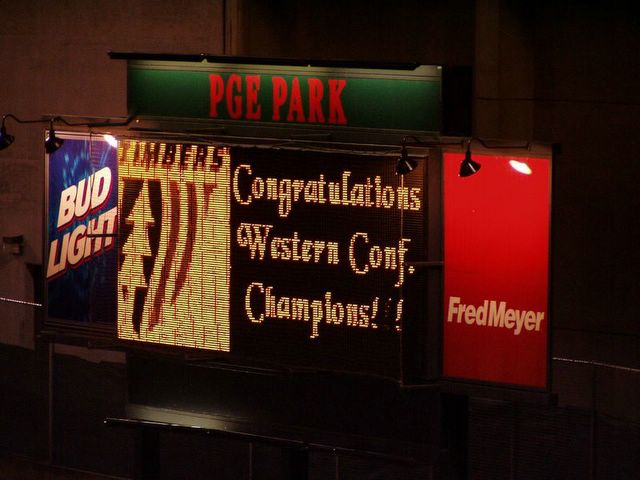 PGE PARK
BUD
LIGHT
TIMBERS
Congratulations
Western Conf.
Champions!!!
FredMeyer